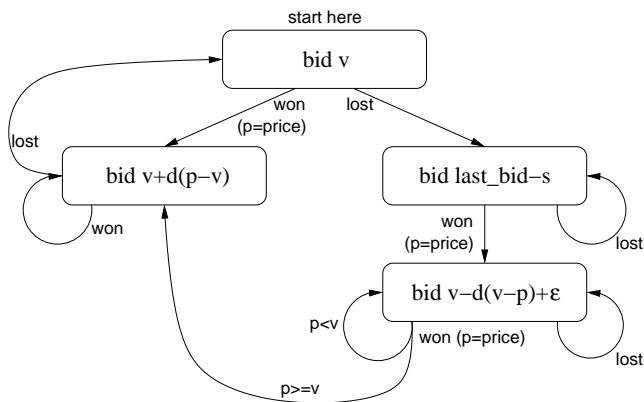 start here
bid v
won
(p=price)
lost
lost
bid v+d(p−v)
bid last_bid−s
won
won
(p=price)
lost
bid v−d(v−p)+ε
p<v
won (p=price)
lost
p>=v